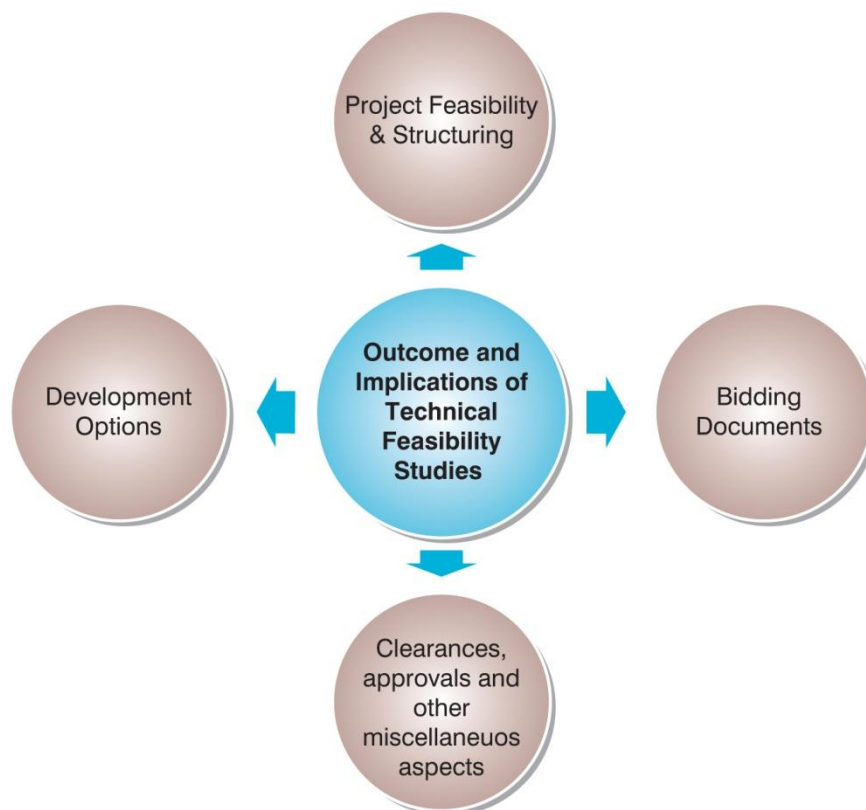 Project Feasibility
& Structuring
Outcome and
Implications of
Technical
Feasibility
Studies
Development
Options
Bidding
Documents
Clearances,
approvals and
other
miscellaneuos
aspects